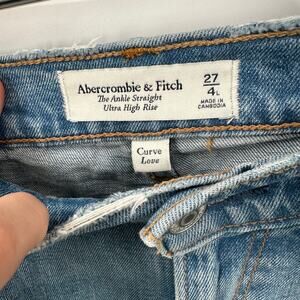 Abercrombie & Fitch
The Ankle Straight
Ultra High Rise
27
4L
MADE IN
CAMBODIA
Curve
Love